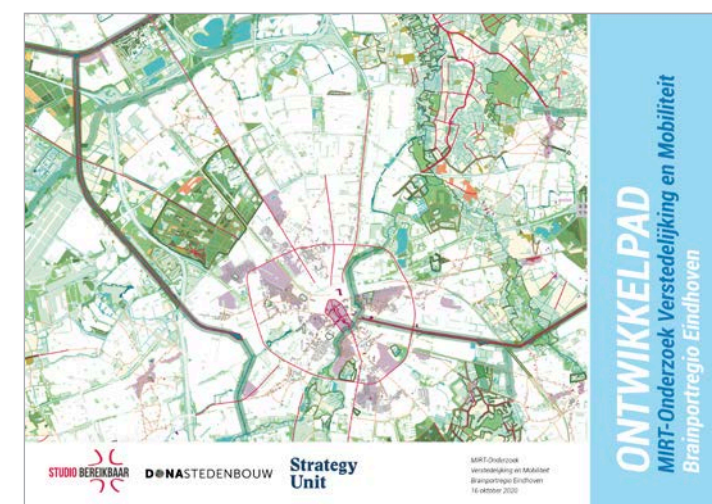 ONTWIKKELPAD
MIRT-Onderzoek Verstedelijking en Mobiliteit
Brainportregio Eindhoven
STUDIO BEREIKBAAR
DONASTEDENBOUW
Strategy
Unit
MIRT-Onderzoek
Verstedelijking en Mobiliteit
Brainportregio Eindhoven
16 oktober 2020